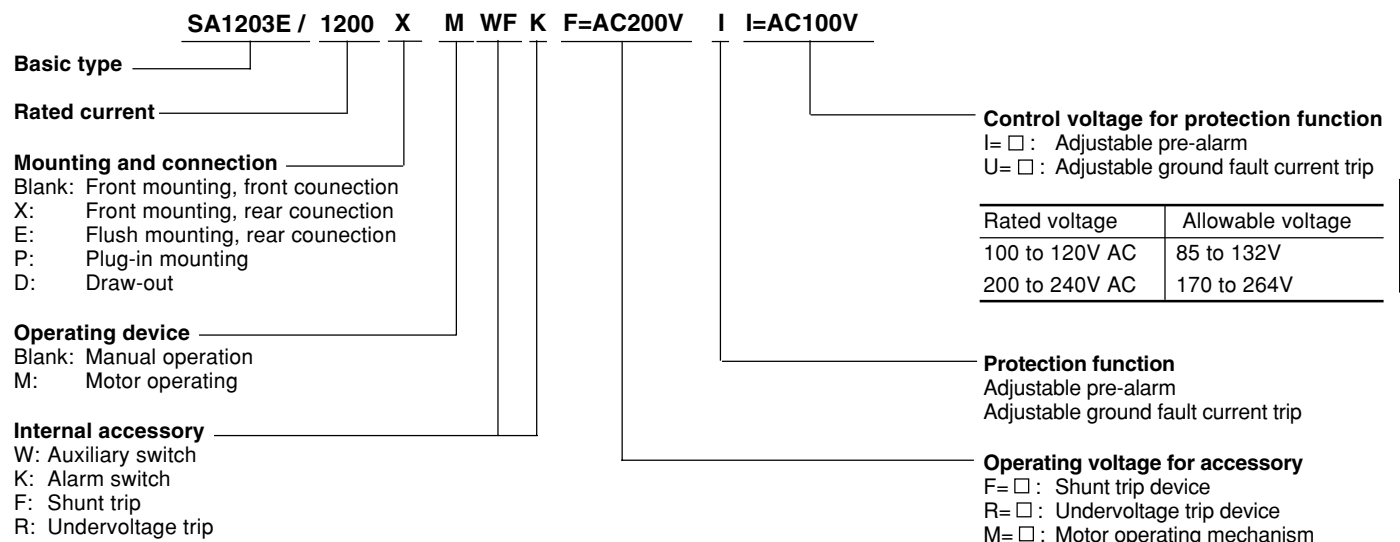 SA1203E / 1200 X M WF K F=AC200V I I=AC100V
Basic type
Rated current
Mounting and connection
Blank: Front mounting, front counection
X: Front mounting, rear counection
E: Flush mounting, rear counection
P: Plug-in mounting
D: Draw-out
Operating device
Blank: Manual operation
M: Motor operating
Internal accessory
W: Auxiliary switch
K: Alarm switch
F: Shunt trip
R: Undervoltage trip
Control voltage for protection function
I= □ : Adjustable pre-alarm
U= □ : Adjustable ground fault current trip
Rated voltage Allowable voltage
100 to 120V AC 85 to 132V
200 to 240V AC 170 to 264V
Protection function
Adjustable pre-alarm
Adjustable ground fault current trip
Operating voltage for accessory
F= □ : Shunt trip device
R= □ : Undervoltage trip device
M= □ : Motor operating mechanism